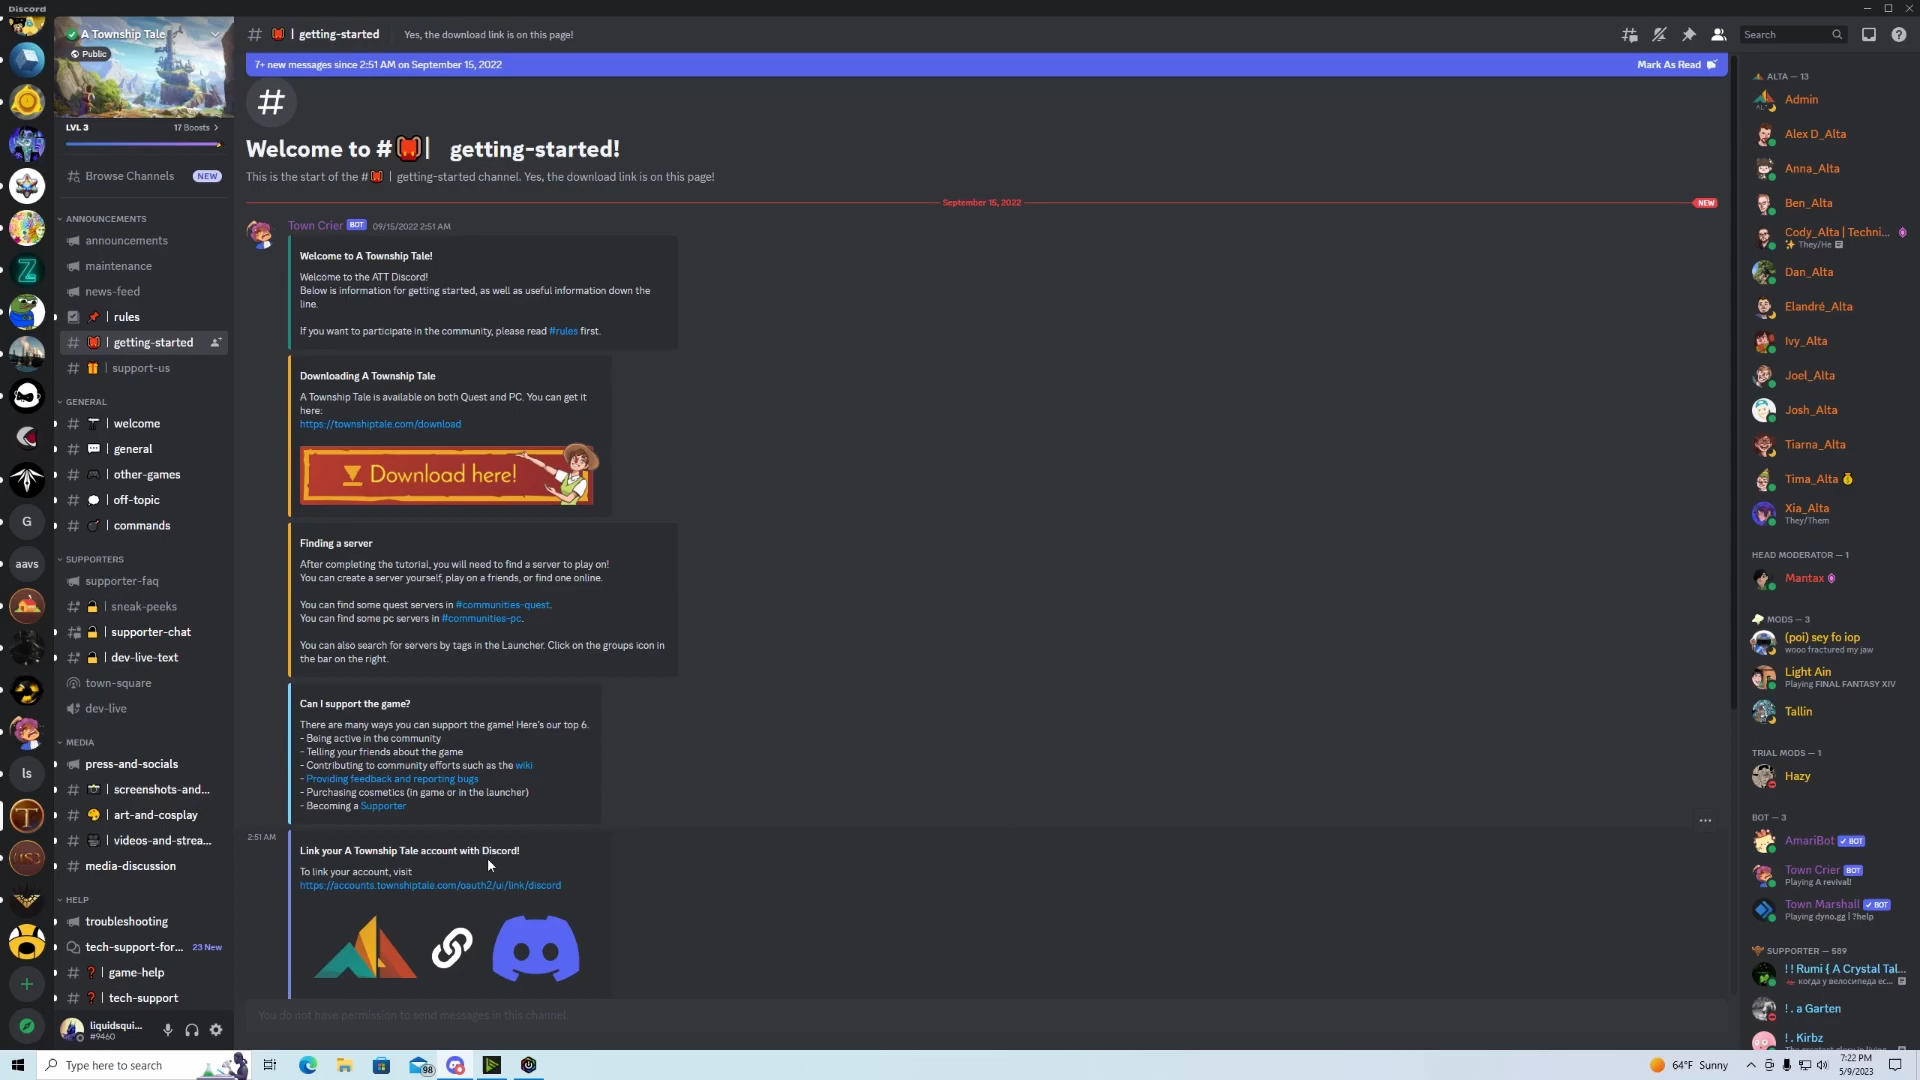 Discord
A Township Tale
Public
LVL 3
17 Boosts
Browse Channels
NEW
ANNOUNCEMENTS
announcements
maintenance
news-feed
| rules
| getting-started
| support-us
GENERAL
| welcome
| general
| other-games
| off-topic
| commands
SUPPORTERS
supporter-faq
| sneak-peeks
| supporter-chat
| dev-live-text
town-square
dev-live
MEDIA
press-and-socials
| screenshots-and...
| art-and-cosplay
| videos-and-strea...
media-discussion
HELP
troubleshooting
tech-support-for...
23 New
| game-help
| tech-support
liquidsqui...
#9460
G
aavs
ls
# | getting-started
Yes, the download link is on this page!
Search
7+ new messages since 2:51 AM on September 15, 2022
Mark As Read
#
Welcome to # | getting-started!
This is the start of the # | getting-started channel. Yes, the download link is on this page!
September 15, 2022
NEW
Town Crier BOT 09/15/2022 2:51 AM
Welcome to A Township Tale!
Welcome to the ATT Discord!
Below is information for getting started, as well as useful information down the
line.
If you want to participate in the community, please read #rules first.
Downloading A Township Tale
A Township Tale is available on both Quest and PC. You can get it
here:
https://townshiptale.com/download
Download here!
Finding a server
After completing the tutorial, you will need to find a server to play on!
You can create a server yourself, play on a friends, or find one online.
You can find some quest servers in #communities-quest.
You can find some pc servers in #communities-pc.
You can also search for servers by tags in the Launcher. Click on the groups icon in
the bar on the right.
Can I support the game?
There are many ways you can support the game! Here's our top 6.
- Being active in the community
- Telling your friends about the game
- Contributing to community efforts such as the wiki
- Providing feedback and reporting bugs
- Purchasing cosmetics (in game or in the launcher)
- Becoming a Supporter
2:51 AM
Link your A Township Tale account with Discord!
To link your account, visit
https://accounts.townshiptale.com/oauth2/ui/link/discord
You do not have permission to send messages in this channel.
ALTA — 13
Admin
Alex D_Alta
Anna_Alta
Ben_Alta
Cody_Alta | Techni...
They/He
Dan_Alta
Elandré_Alta
Ivy_Alta
Joel_Alta
Josh_Alta
Tiarna_Alta
Tima_Alta
Xia_Alta
They/Them
HEAD MODERATOR — 1
Mantax
MODS — 3
(poi) sey fo iop
wooo fractured my jaw
Light Ain
Playing FINAL FANTASY XIV
Tallin
TRIAL MODS — 1
Hazy
BOT — 3
AmariBot BOT
Town Crier BOT
Playing A revival!
Town Marshall BOT
Playing dyno.gg | ?help
SUPPORTER — 589
! ! Rumi { A Crystal Tal...
когда у велосипеда ес...
! . a Garten
! . Kirbz
Type here to search
98
64°F Sunny
7:22 PM
5/9/2023